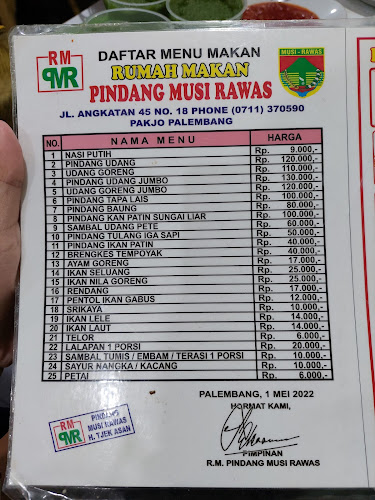 RM
PMR
DAFTAR MENU MAKAN
RUMAH MAKAN
PINDANG MUSI RAWAS
MUSI - RAWAS
JL. ANGKATAN 45 NO. 18 PHONE (0711) 370590
PAKJO PALEMBANG
NO. NAMA MENU HARGA
1 NASI PUTIH Rp. 9.000,-
2 PINDANG UDANG Rp. 120.000,-
3 UDANG GORENG Rp. 110.000,-
4 PINDANG UDANG JUMBO Rp. 130.000,-
5 UDANG GORENG JUMBO Rp. 120.000,-
6 PINDANG TAPA LAIS Rp. 100.000,-
7 PINDANG BAUNG Rp. 80.000,-
8 PINDANG KAN PATIN SUNGAI LIAR Rp. 100.000,-
9 SAMBAL UDANG PETE Rp. 60.000,-
10 PINDANG TULANG IGA SAPI Rp. 50.000,-
11 PINDANG IKAN PATIN Rp. 40.000,-
12 BRENGKES TEMPOYAK Rp. 40.000,-
13 AYAM GORENG Rp. 17.000,-
14 IKAN SELUANG Rp. 25.000,-
15 IKAN NILA GORENG Rp. 25.000,-
16 RENDANG Rp. 17.000,-
17 PENTOL IKAN GABUS Rp. 12.000,-
18 SRIKAYA Rp. 10.000,-
19 IKAN LELE Rp. 14.000,-
20 IKAN LAUT Rp. 14.000,-
21 TELOR Rp. 6.000,-
22 LALAPAN 1 PORSI Rp. 20.000,-
23 SAMBAL TUMIS / EMBAM / TERASI 1 PORSI Rp. 10.000,-
24 SAYUR NANGKA / KACANG Rp. 10.000,-
25 PETAI Rp. 6.000,-
PALEMBANG, 1 MEI 2022
HORMAT KAMI,
RM
PMR
PINDANG
MUSI RAWAS
H. TJEK ASAN
PIMPINAN
R.M. PINDANG MUSI RAWAS